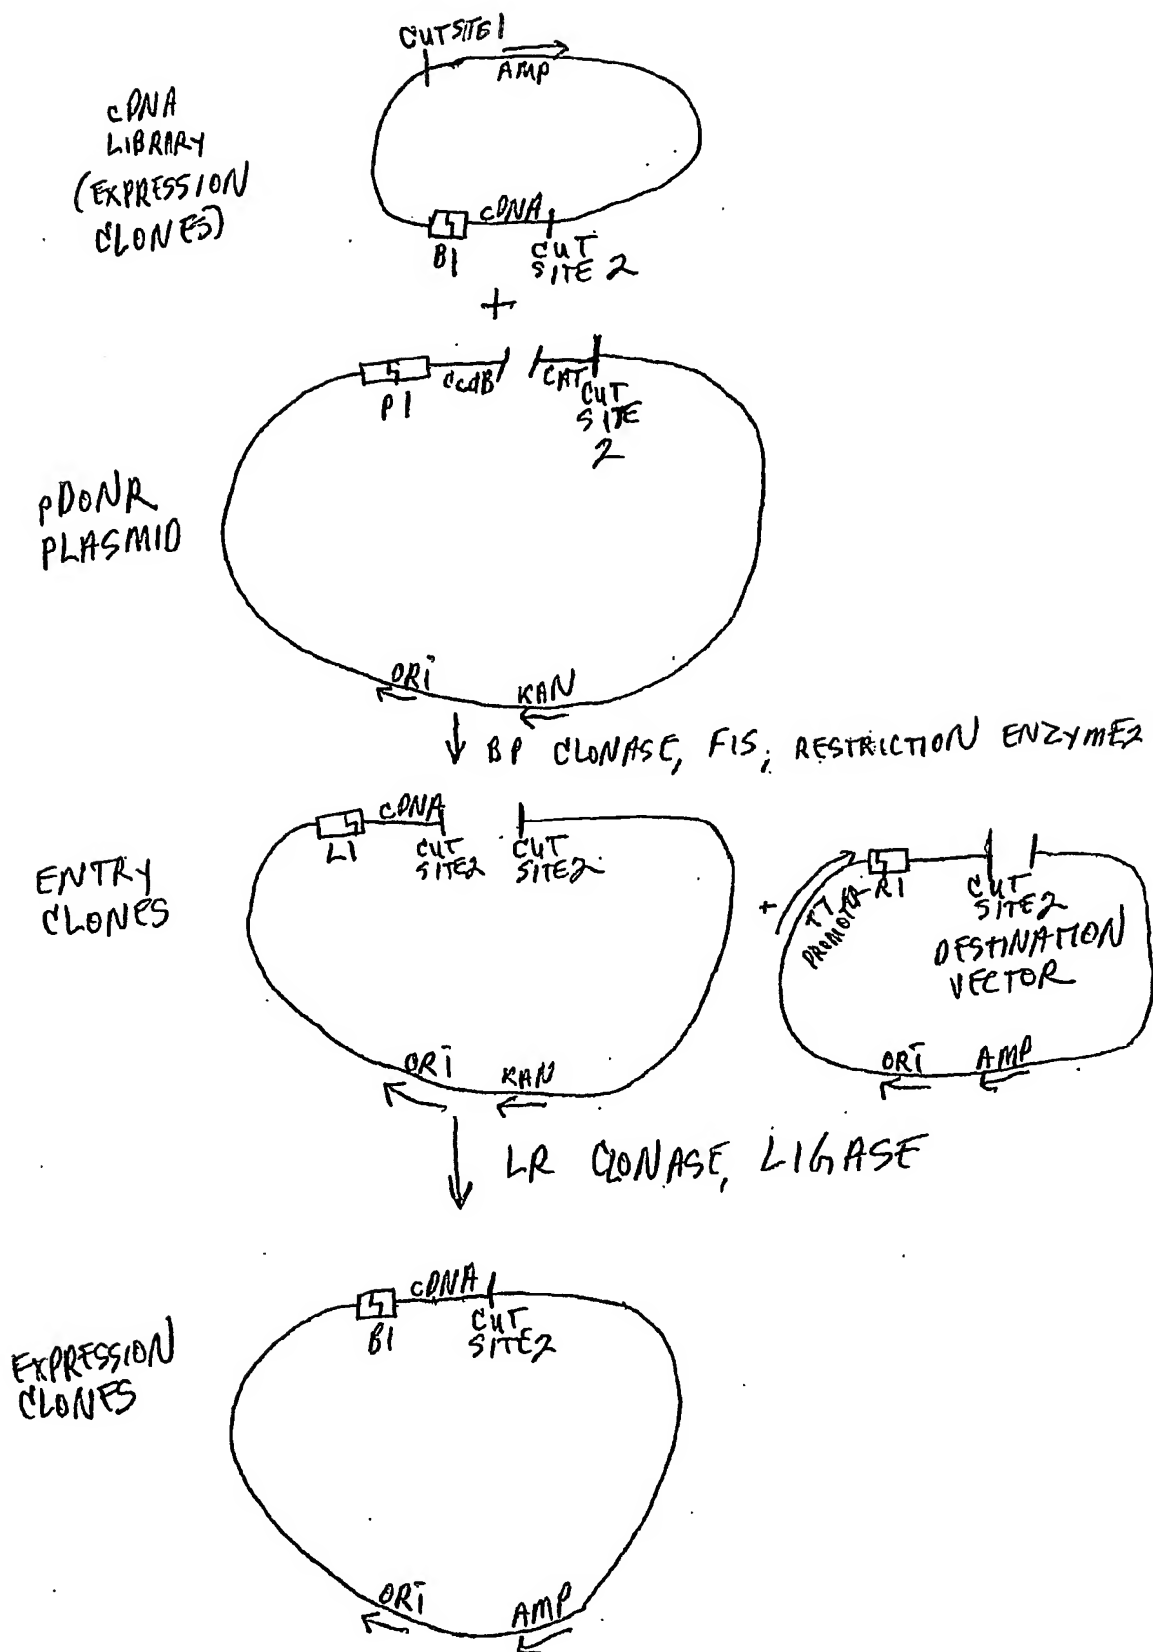 CUT SITE 1
AMP
cDNA
LIBRARY
(EXPRESSION
CLONES)
cDNA
B1
CUT
SITE 2
+
CcdB
CAT
P1
CUT
SITE
2
pDONR
PLASMID
ORI
KAN
BP CLONASE, FIS, RESTRICTION ENZYME2
cDNA
L1
CUT
SITE2
CUT
SITE2
ENTRY
CLONES
+
T7
PROMOTER
R1
CUT
SITE2
DESTINATION
VECTOR
ORI
KAN
ORI
AMP
LR CLONASE, LIGASE
cDNA
B1
CUT
SITE2
EXPRESSION
CLONES
ORI
AMP